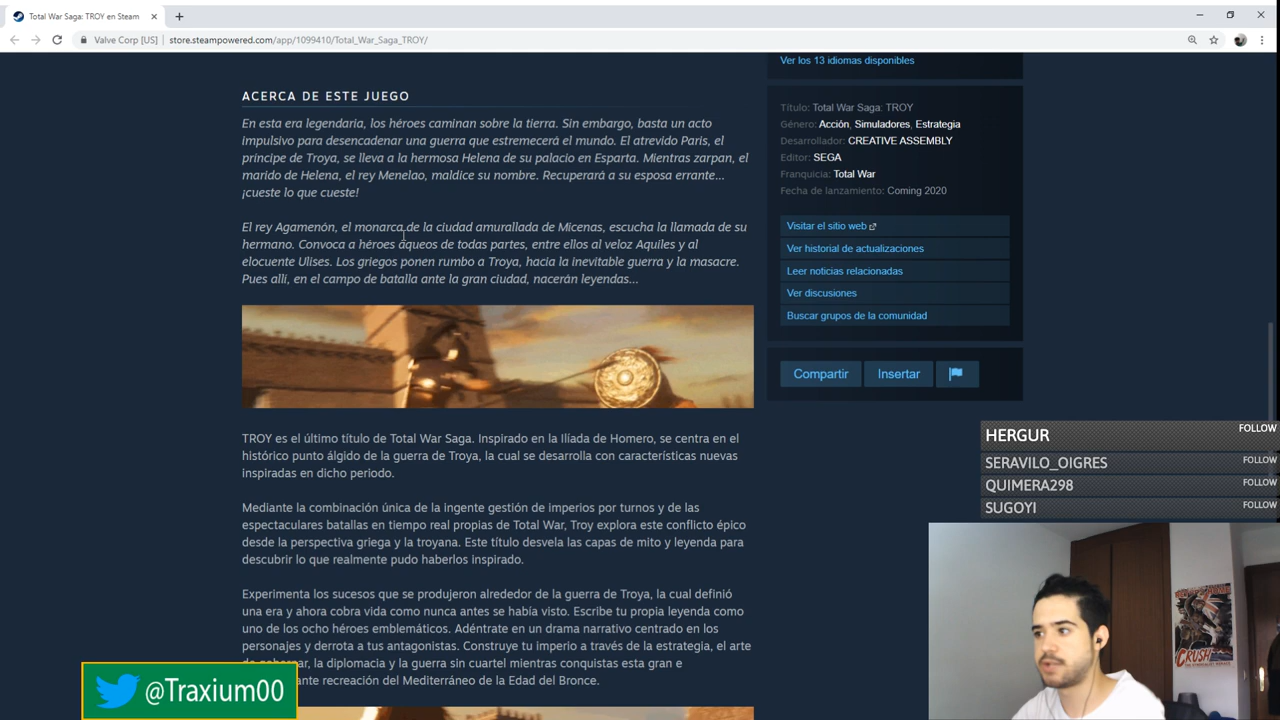 Total War Saga: TROY en Steam
Valve Corp [US]
store.steampowered.com/app/1099410/Total_War_Saga_TROY/
Ver los 13 idiomas disponibles
ACERCA DE ESTE JUEGO
En esta era legendaria, los héroes caminan sobre la tierra. Sin embargo, basta un acto
impulsivo para desencadenar una guerra que estremecerá el mundo. El atrevido Paris, el
príncipe de Troya, se lleva a la hermosa Helena de su palacio en Esparta. Mientras zarpan, el
marido de Helena, el rey Menelao, maldice su nombre. Recuperará a su esposa errante...
¡cueste lo que cueste!
El rey Agamenón, el monarca de la ciudad amurallada de Micenas, escucha la llamada de su
hermano. Convoca a héroes aqueos de todas partes, entre ellos al veloz Aquiles y al
elocuente Ulises. Los griegos ponen rumbo a Troya, hacia la inevitable guerra y la masacre.
Pues allí, en el campo de batalla ante la gran ciudad, nacerán leyendas...
TROY es el último título de Total War Saga. Inspirado en la Ilíada de Homero, se centra en el
histórico punto álgido de la guerra de Troya, la cual se desarrolla con características nuevas
inspiradas en dicho periodo.
Mediante la combinación única de la ingente gestión de imperios por turnos y de las
espectaculares batallas en tiempo real propias de Total War, Troy explora este conflicto épico
desde la perspectiva griega y la troyana. Este título desvela las capas de mito y leyenda para
descubrir lo que realmente pudo haberlos inspirado.
Experimenta los sucesos que se produjeron alrededor de la guerra de Troya, la cual definió
una era y ahora cobra vida como nunca antes se había visto. Escribe tu propia leyenda como
uno de los ocho héroes emblemáticos. Adéntrate en un drama narrativo centrado en los
personajes y derrota a tus antagonistas. Construye tu imperio a través de la estrategia, el arte
la diplomacia y la guerra sin cuartel mientras conquistas esta gran e
recreación del Mediterráneo de la Edad del Bronce.
Título: Total War Saga: TROY
Género: Acción, Simuladores, Estrategia
Desarrollador: CREATIVE ASSEMBLY
Editor: SEGA
Franquicia: Total War
Fecha de lanzamiento: Coming 2020
Visitar el sitio web
Ver historial de actualizaciones
Leer noticias relacionadas
Ver discusiones
Buscar grupos de la comunidad
Compartir
Insertar
HERGUR FOLLOW
SERAVILO_OIGRES FOLLOW
QUIMERA298 FOLLOW
SUGOYI FOLLOW
CRUSH
@Traxium00